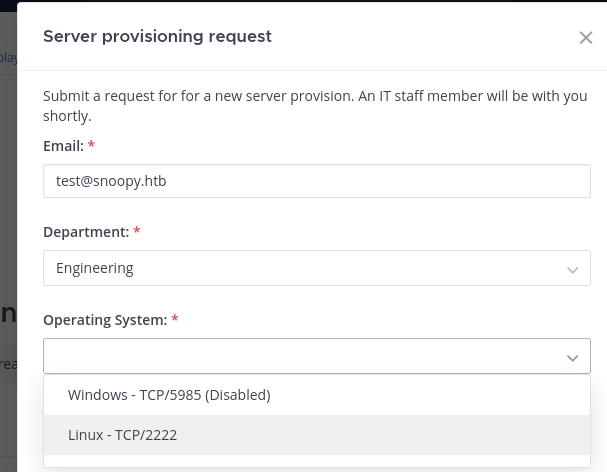 Server provisioning request
play
Submit a request for for a new server provision. An IT staff member will be with you
shortly.
Email: *
test@snoopy.htb
Department: *
Engineering
Operating System: *
Windows - TCP/5985 (Disabled)
Linux - TCP/2222